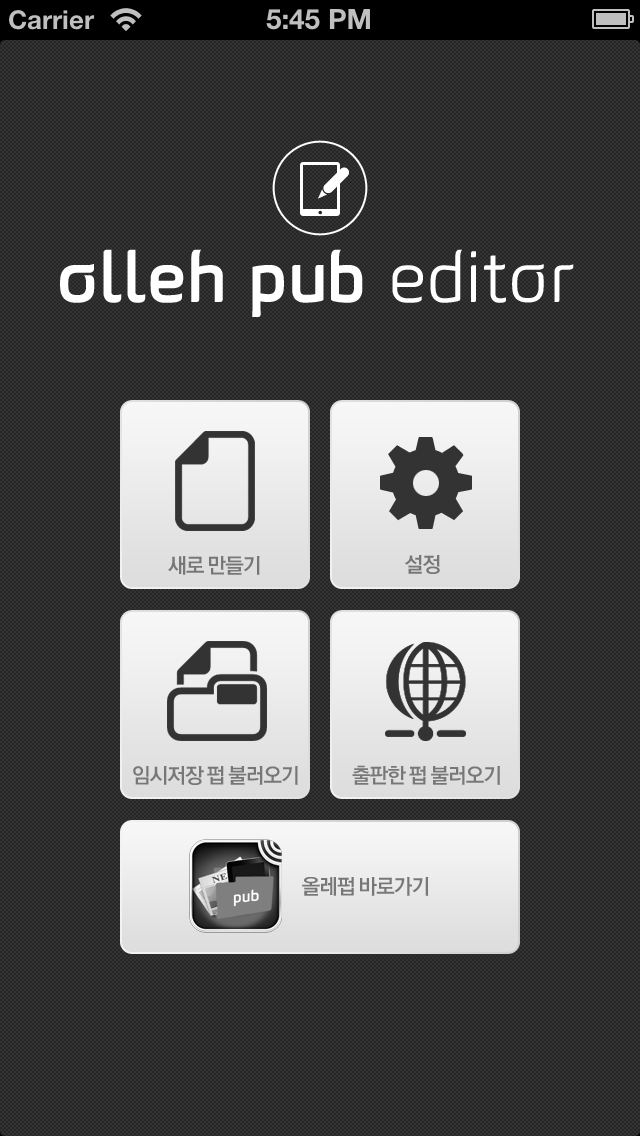 Carrier 5:45 PM
olleh pub editor
새로 만들기
설정
임시저장 펍 불러오기
출판한 펍 불러오기
NE
pub
올레펍 바로가기